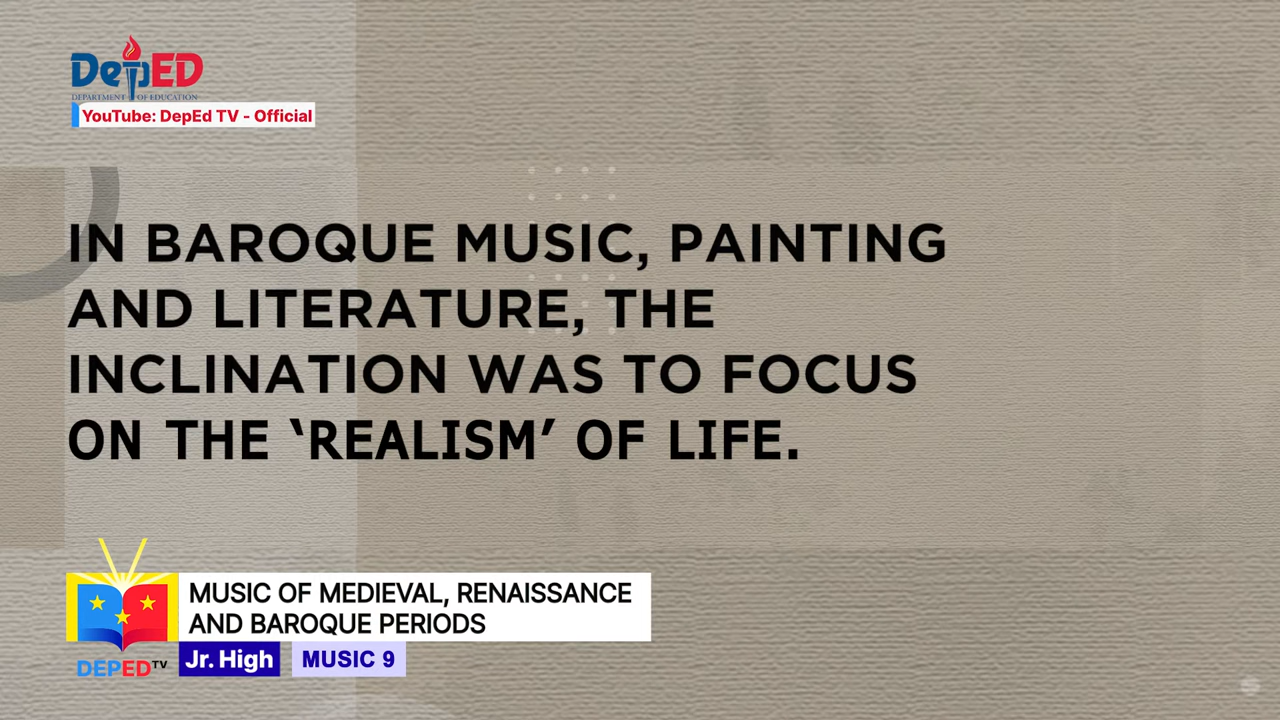 DepED
DEPARTMENT OF EDUCATION
YouTube: DepEd TV - Official
IN BAROQUE MUSIC, PAINTING
AND LITERATURE, THE
INCLINATION WAS TO FOCUS
ON THE ‘REALISM’ OF LIFE.
MUSIC OF MEDIEVAL, RENAISSANCE
AND BAROQUE PERIODS
DEPED TV
Jr. High
MUSIC 9